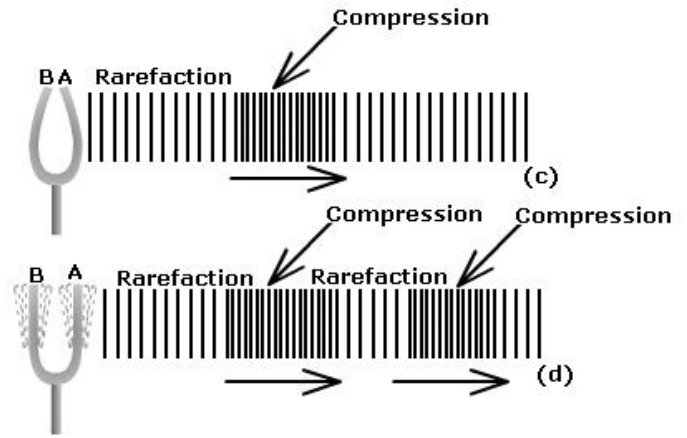 Compression
B A Rarefaction
(c)
Compression Compression
B A Rarefaction Rarefaction
(d)